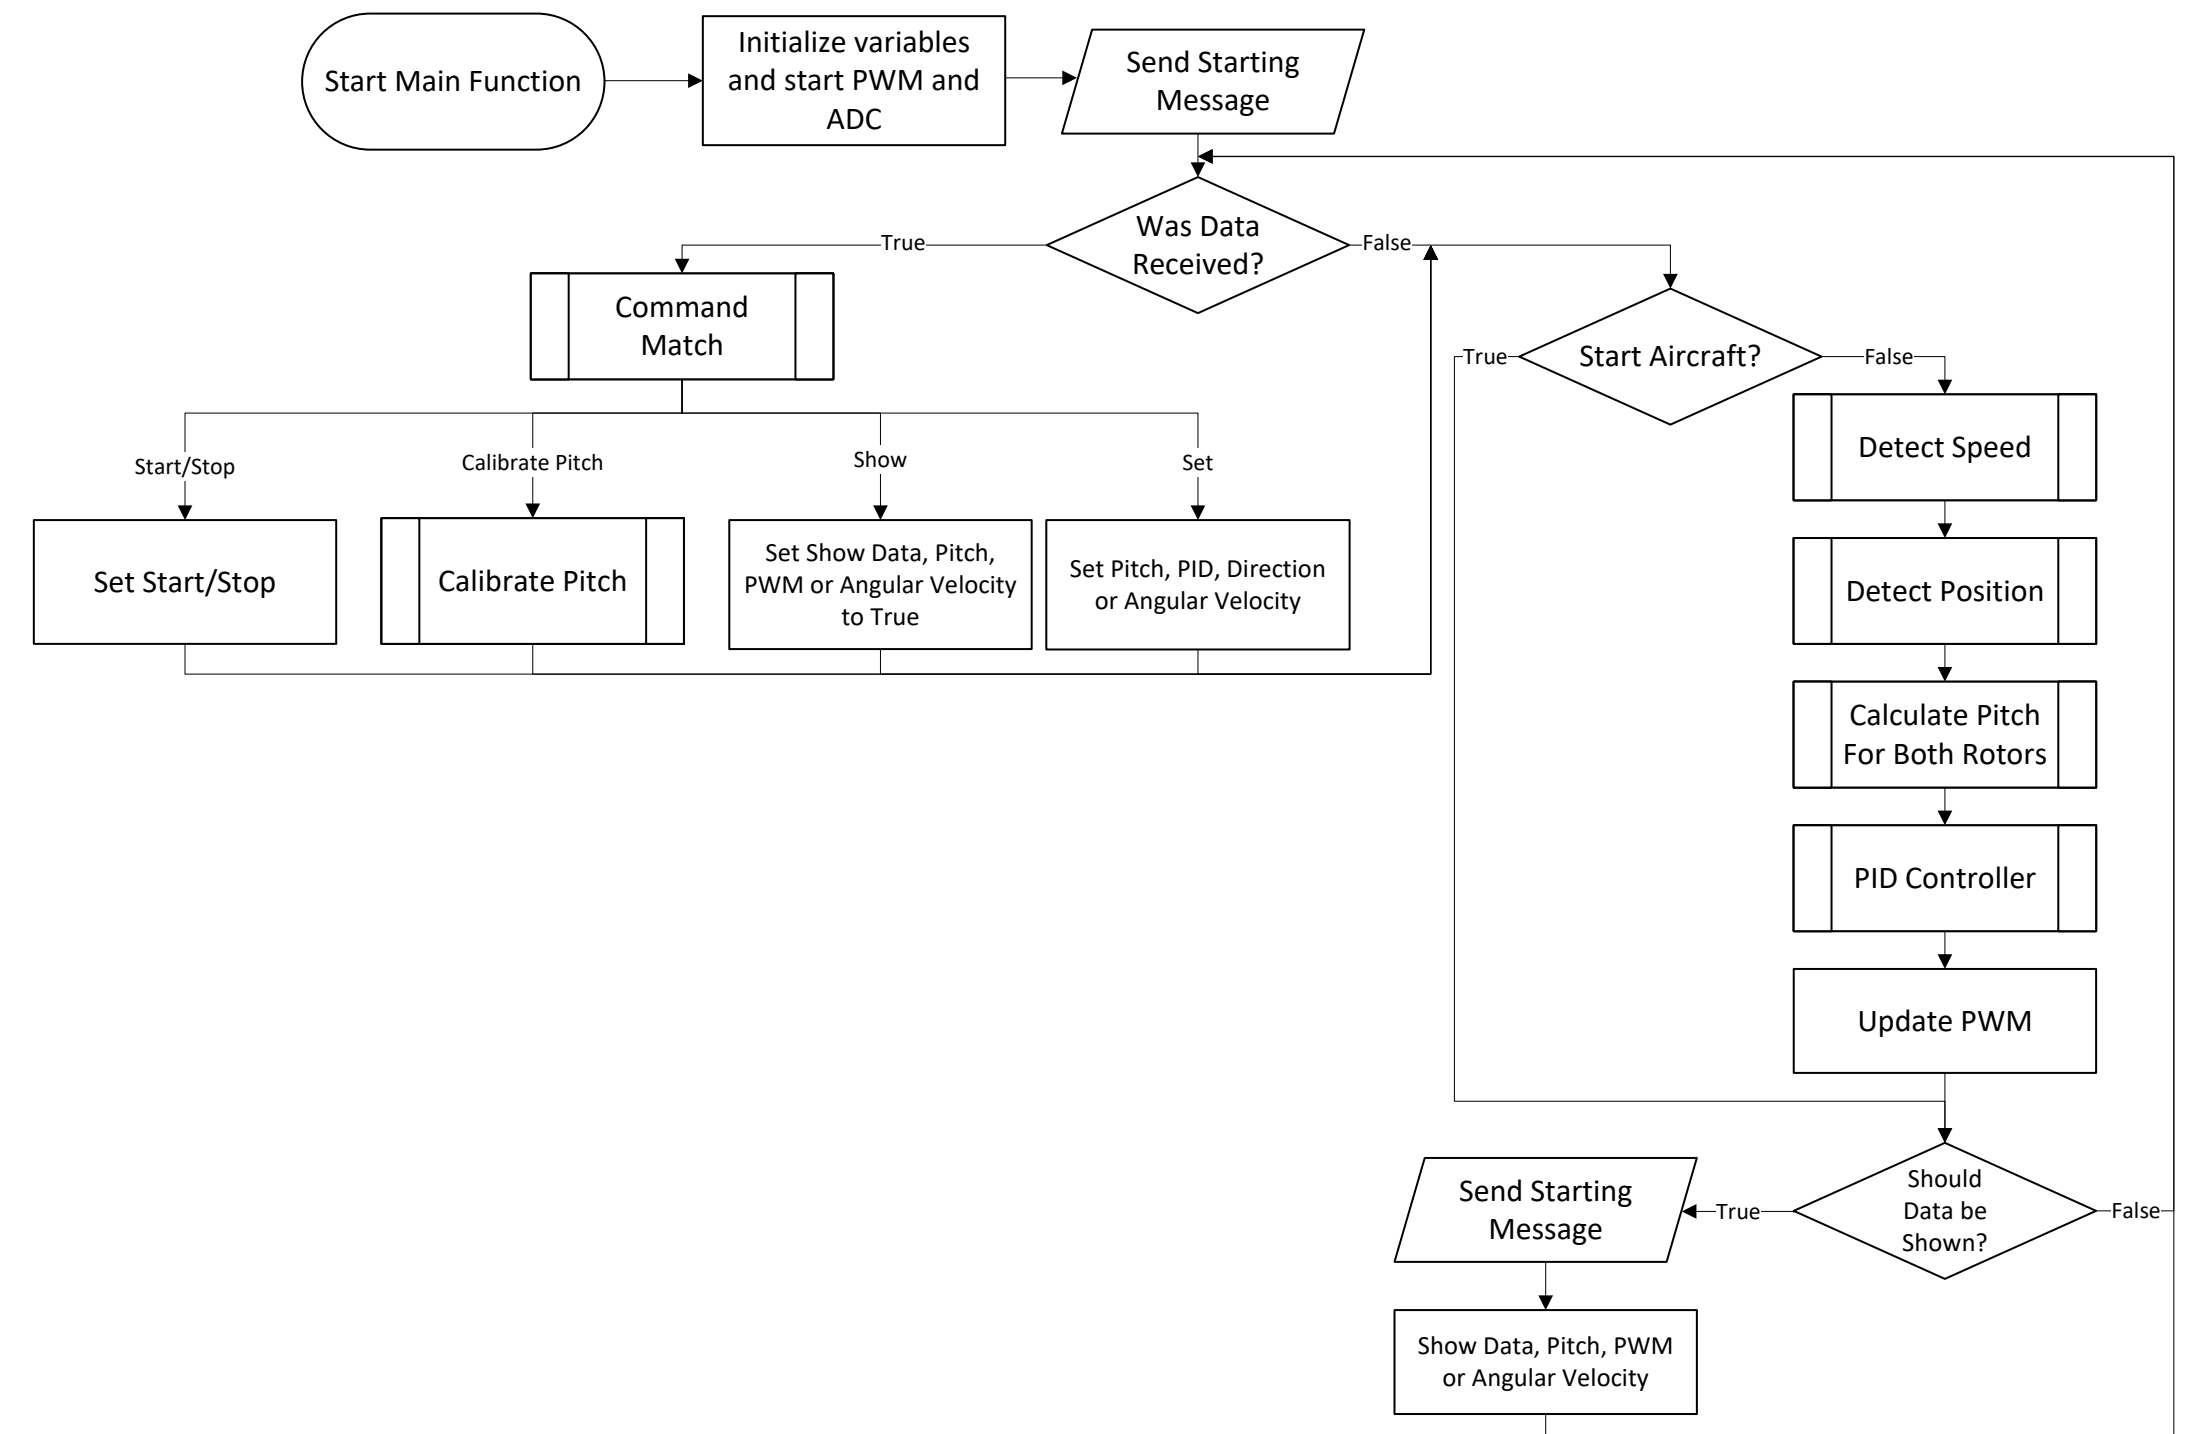 Start Main Function
Initialize variables
and start PWM and
ADC
Send Starting
Message
Was Data
Received?
True
False
Command
Match
Start Aircraft?
True
False
Start/Stop
Calibrate Pitch
Show
Set
Set Start/Stop
Calibrate Pitch
Set Show Data, Pitch,
PWM or Angular Velocity
to True
Set Pitch, PID, Direction
or Angular Velocity
Detect Speed
Detect Position
Calculate Pitch
For Both Rotors
PID Controller
Update PWM
Should
Data be
Shown?
True
False
Send Starting
Message
Show Data, Pitch, PWM
or Angular Velocity